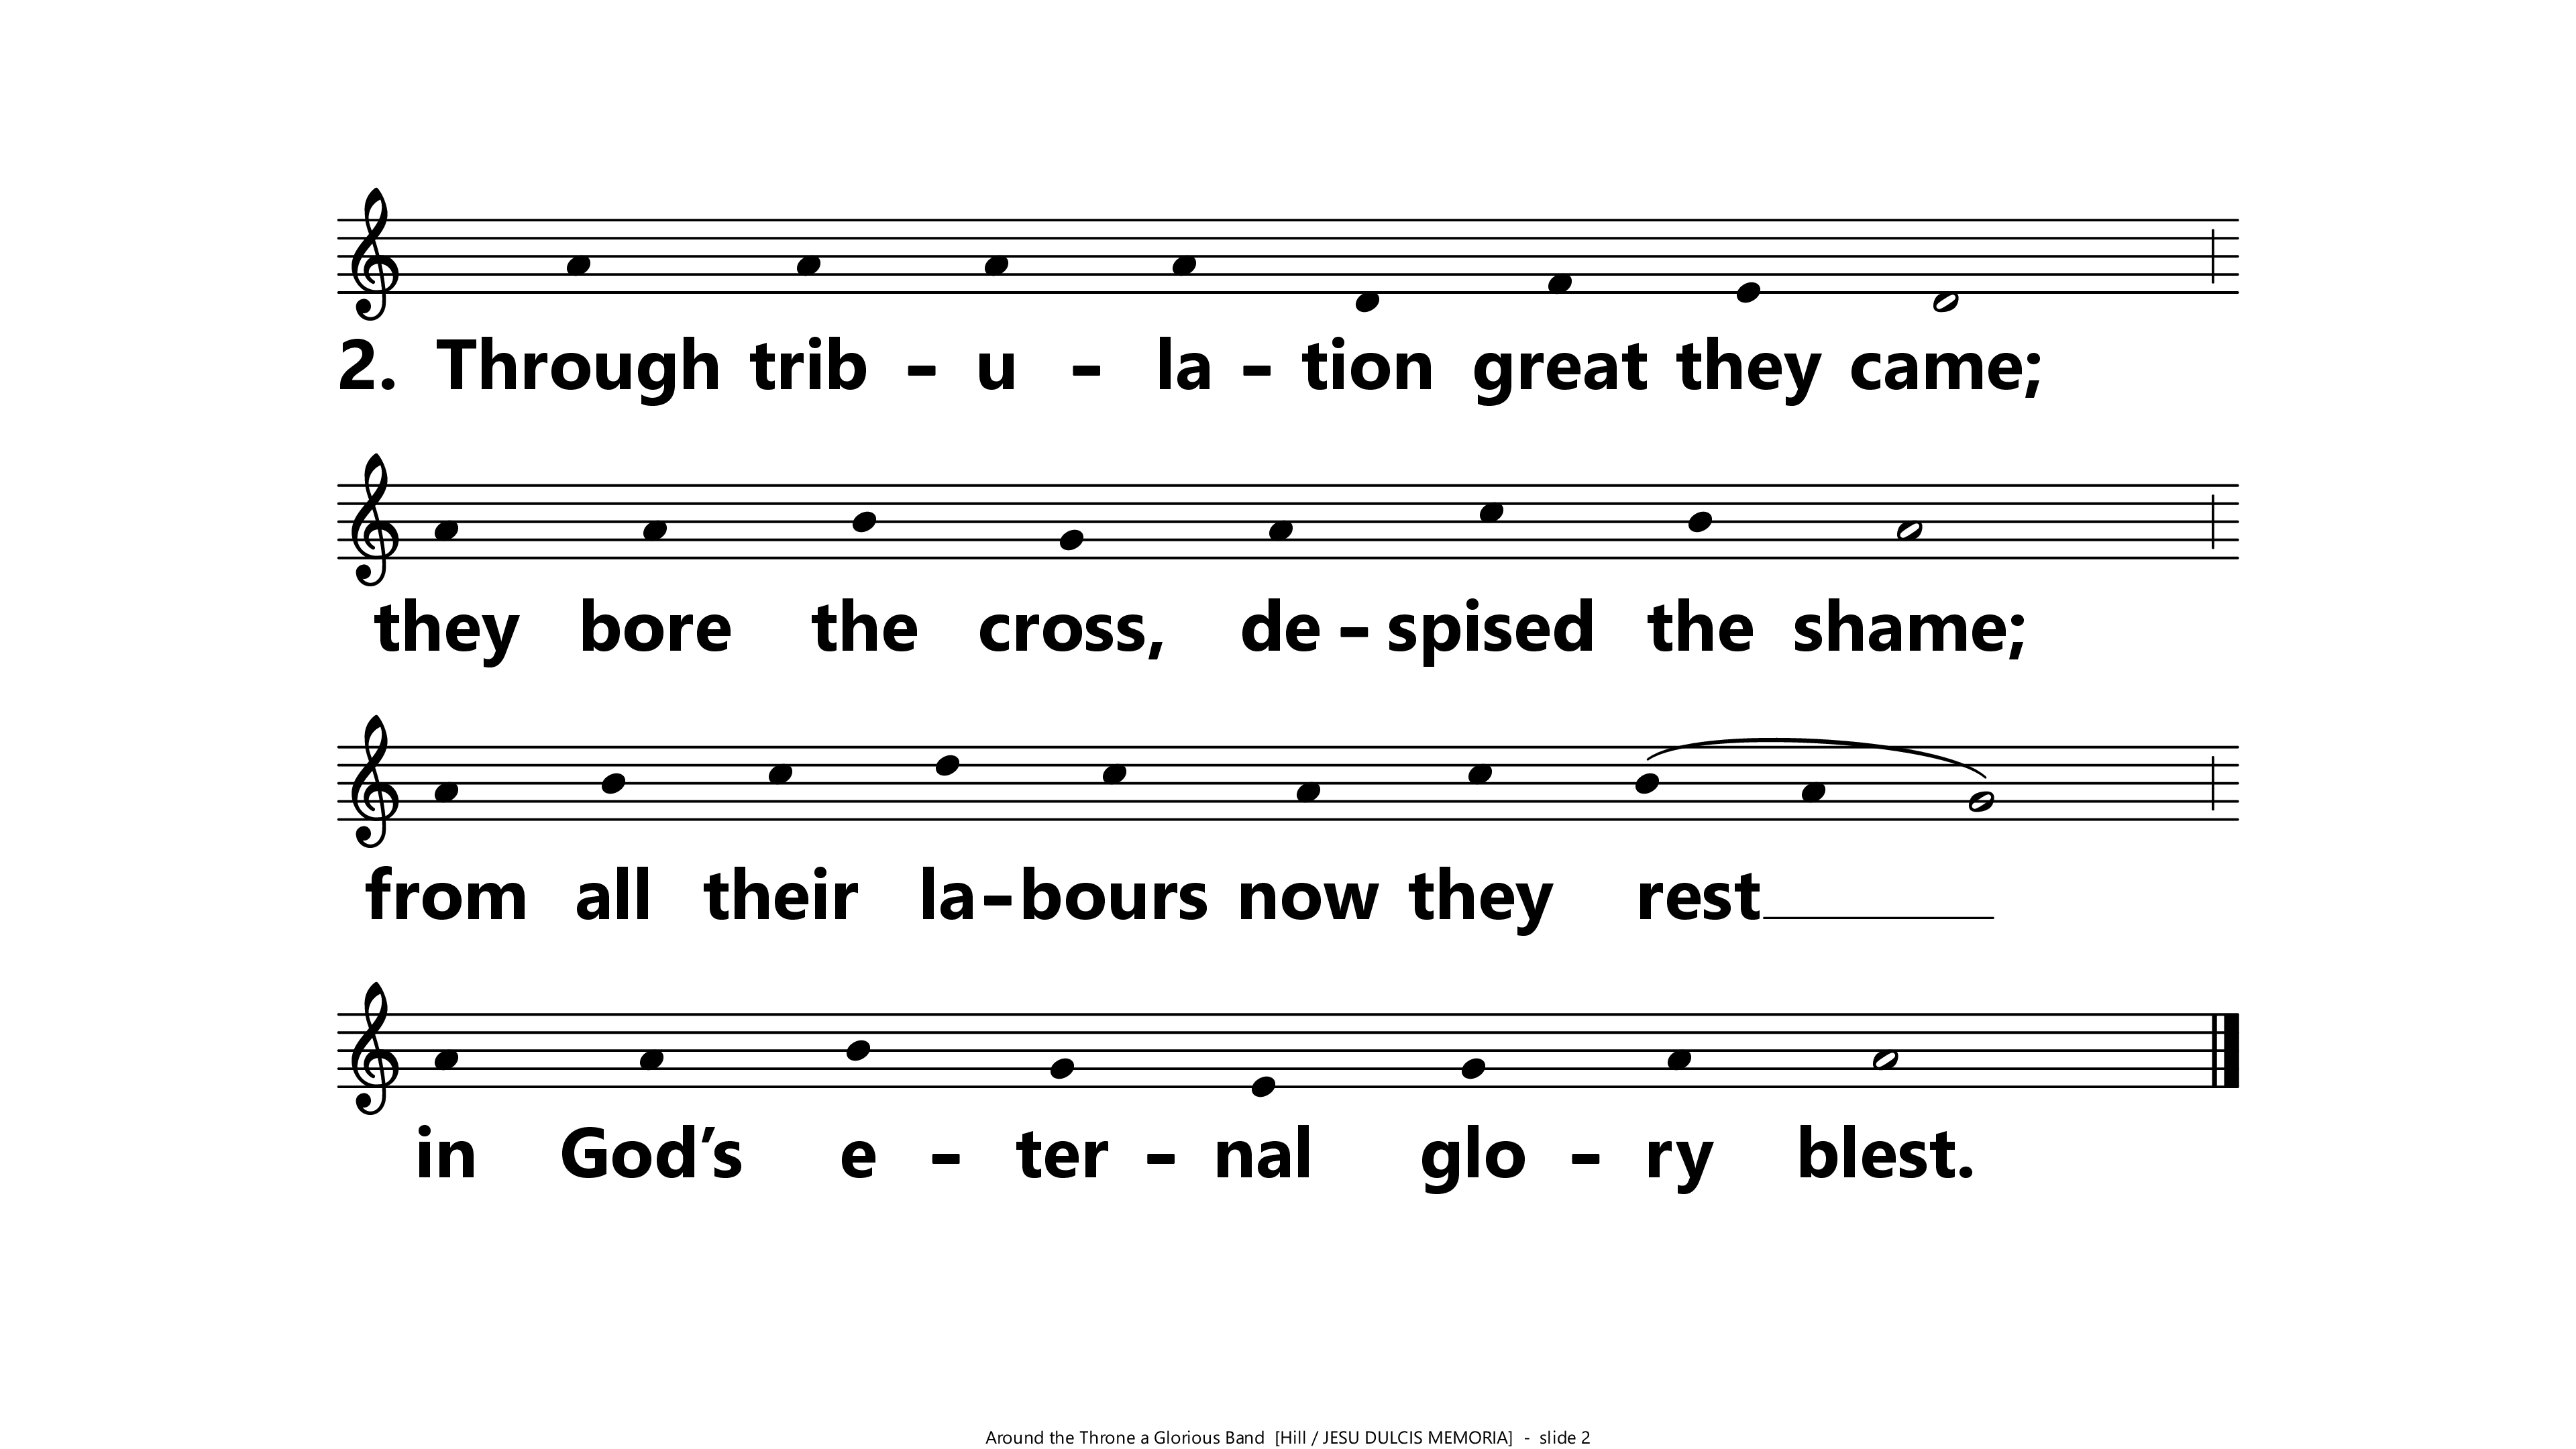 2. Through trib - u - la - tion great they came;
they bore the cross, de - spised the shame;
from all their la - bours now they rest
in God’s e - ter - nal glo - ry blest.
Around the Throne a Glorious Band [Hill / JESU DULCIS MEMORIA] - slide 2